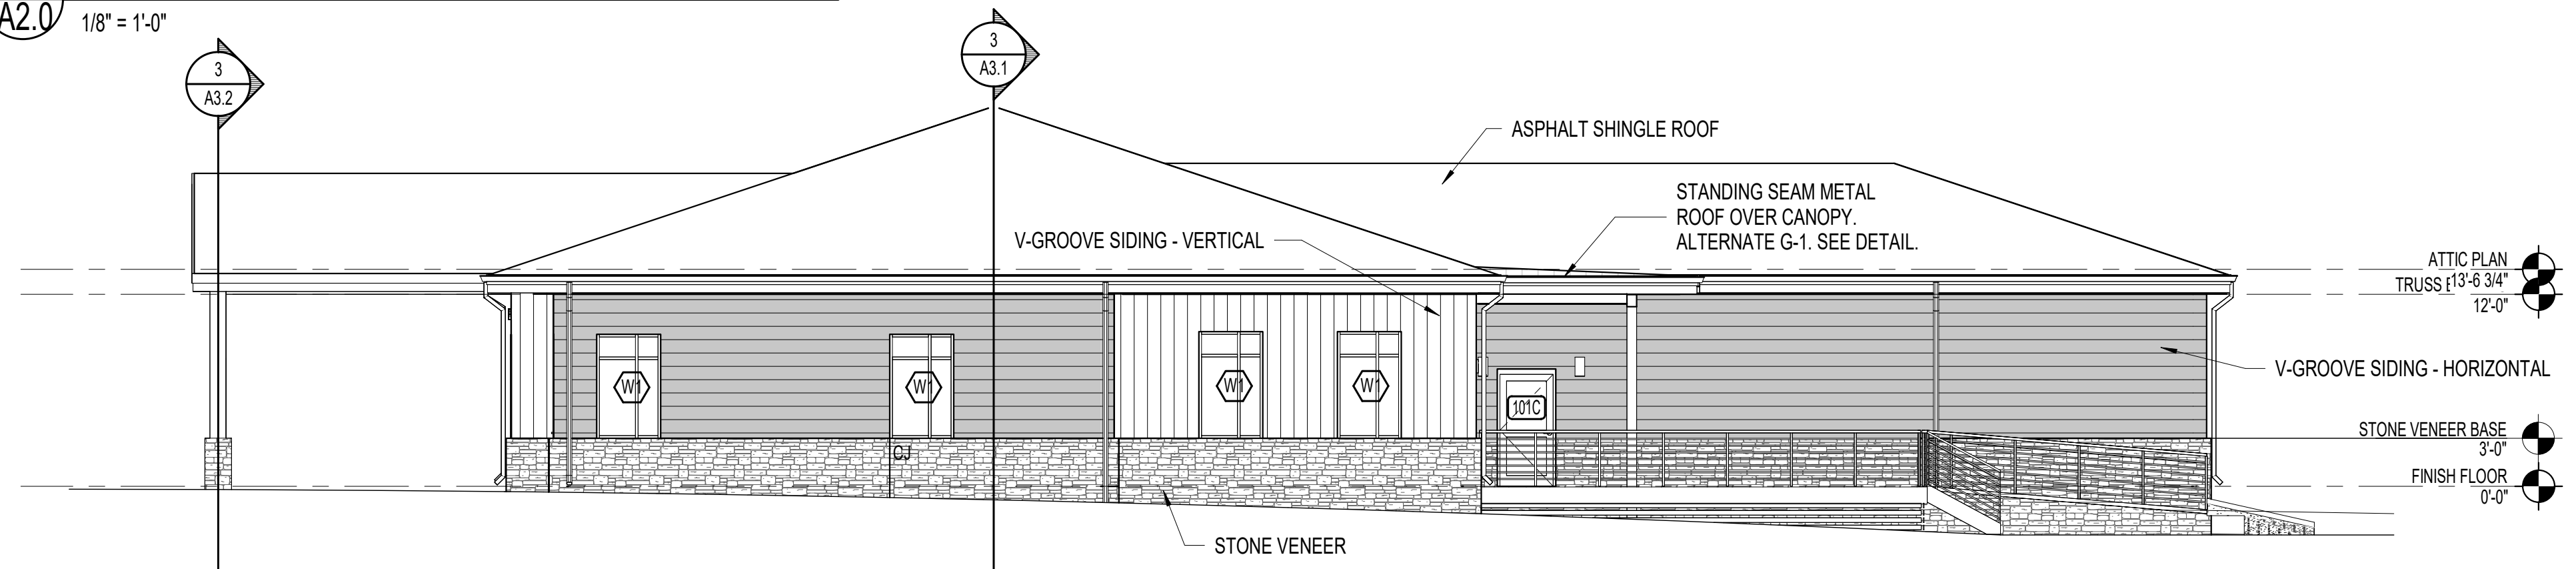 A2.0
1/8" = 1'-0"
3
A3.2
3
A3.1
ASPHALT SHINGLE ROOF
STANDING SEAM METAL
ROOF OVER CANOPY.
ALTERNATE G-1. SEE DETAIL.
V-GROOVE SIDING - VERTICAL
ATTIC PLAN
13'-6 3/4"
TRUSS
12'-0"
V-GROOVE SIDING - HORIZONTAL
W1
W1
W1
W1
101C
STONE VENEER BASE
3'-0"
CJ
FINISH FLOOR
0'-0"
STONE VENEER